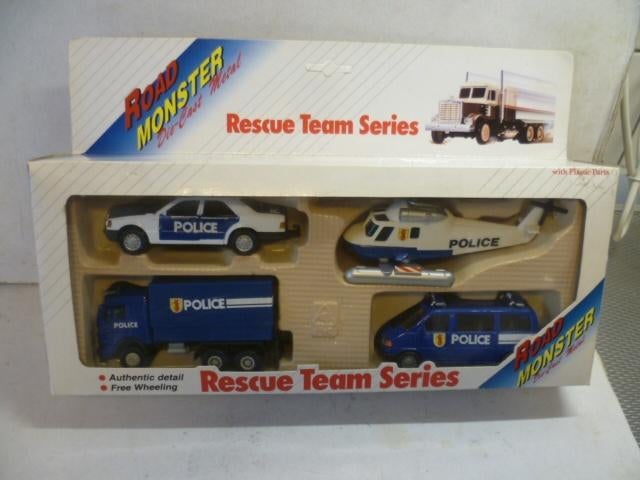 ROAD
MONSTER
Die-Cast Metal
Rescue Team Series
with Plastic Parts
POLICE
POLICE
POLICE
POLICE
POLICE
• Authentic detail
• Free Wheeling
Rescue Team Series
ROAD
MONSTER
Die-Cast Metal